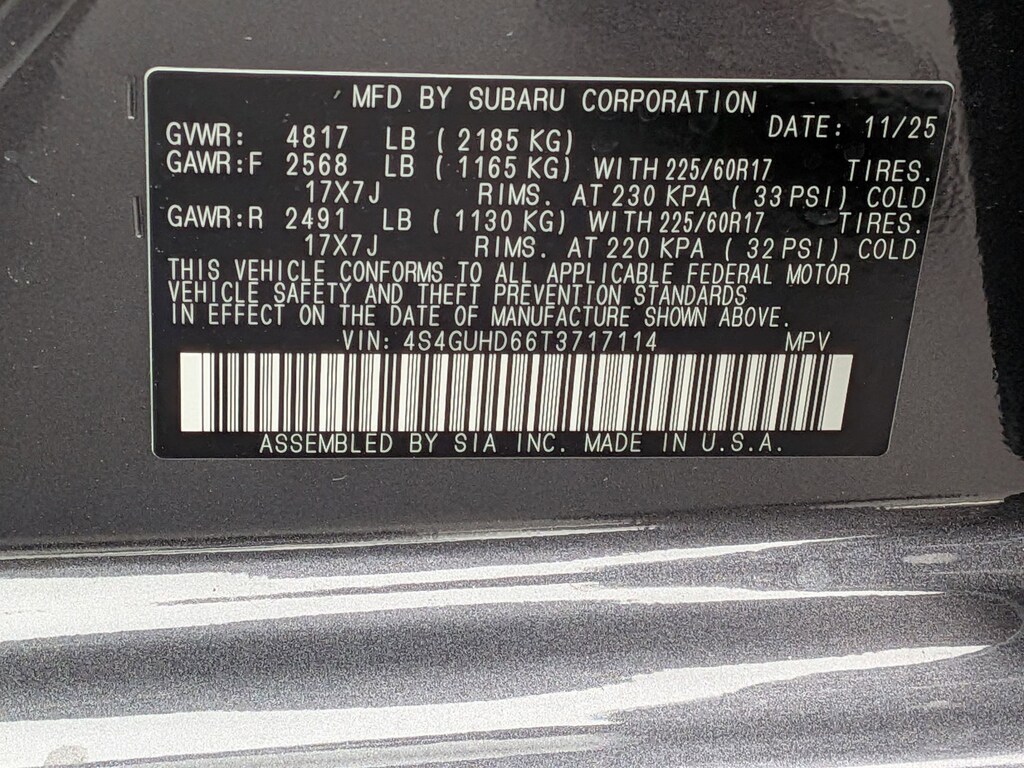 MFD BY SUBARU CORPORATION
DATE: 11/25
GVWR: 4817 LB ( 2185 KG)
GAWR:F 2568 LB ( 1165 KG) WITH 225/60R17 TIRES.
17X7J RIMS. AT 230 KPA ( 33 PSI) COLD
GAWR:R 2491 LB ( 1130 KG) WITH 225/60R17 TIRES.
17X7J RIMS. AT 220 KPA ( 32 PSI) COLD
THIS VEHICLE CONFORMS TO ALL APPLICABLE FEDERAL MOTOR
VEHICLE SAFETY AND THEFT PREVENTION STANDARDS
IN EFFECT ON THE DATE OF MANUFACTURE SHOWN ABOVE.
VIN: 4S4GUHD66T3717114 MPV
ASSEMBLED BY SIA INC. MADE IN U.S.A.